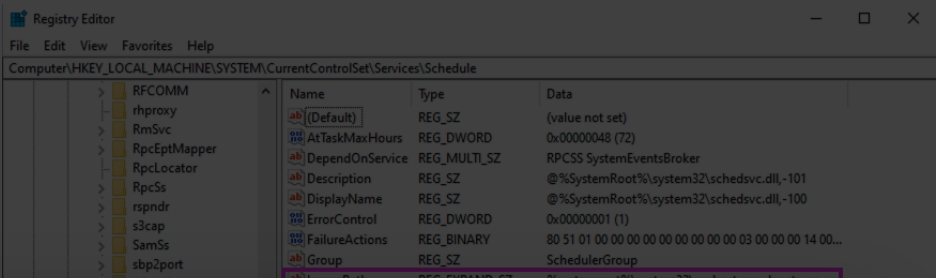 Registry Editor
File Edit View Favorites Help
Computer\HKEY_LOCAL_MACHINE\SYSTEM\CurrentControlSet\Services\Schedule
RFCOMM
rhproxy
RmSvc
RpcEptMapper
RpcLocator
RpcSs
rspndr
s3cap
SamSs
sbp2port
Name Type Data
(Default) REG_SZ (value not set)
AtTaskMaxHours REG_DWORD 0x00000048 (72)
DependOnService REG_MULTI_SZ RPCSS SystemEventsBroker
Description REG_SZ @%SystemRoot%\system32\schedsvc.dll,-101
DisplayName REG_SZ @%SystemRoot%\system32\schedsvc.dll,-100
ErrorControl REG_DWORD 0x00000001 (1)
FailureActions REG_BINARY 80 51 01 00 00 00 00 00 00 00 00 00 03 00 00 00 14 00...
Group REG_SZ SchedulerGroup